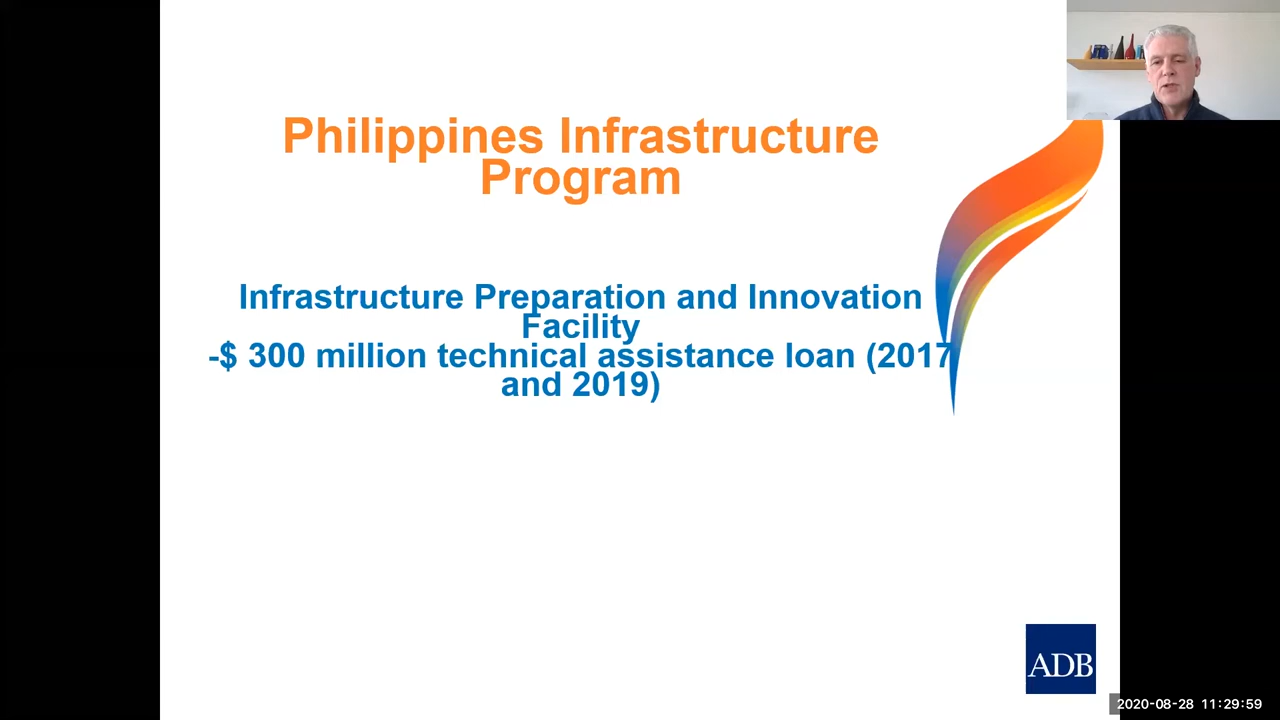 Philippines Infrastructure
Program
Infrastructure Preparation and Innovation
Facility
-$ 300 million technical assistance loan (2017
and 2019)
ADB
2020-08-28 11:29:59